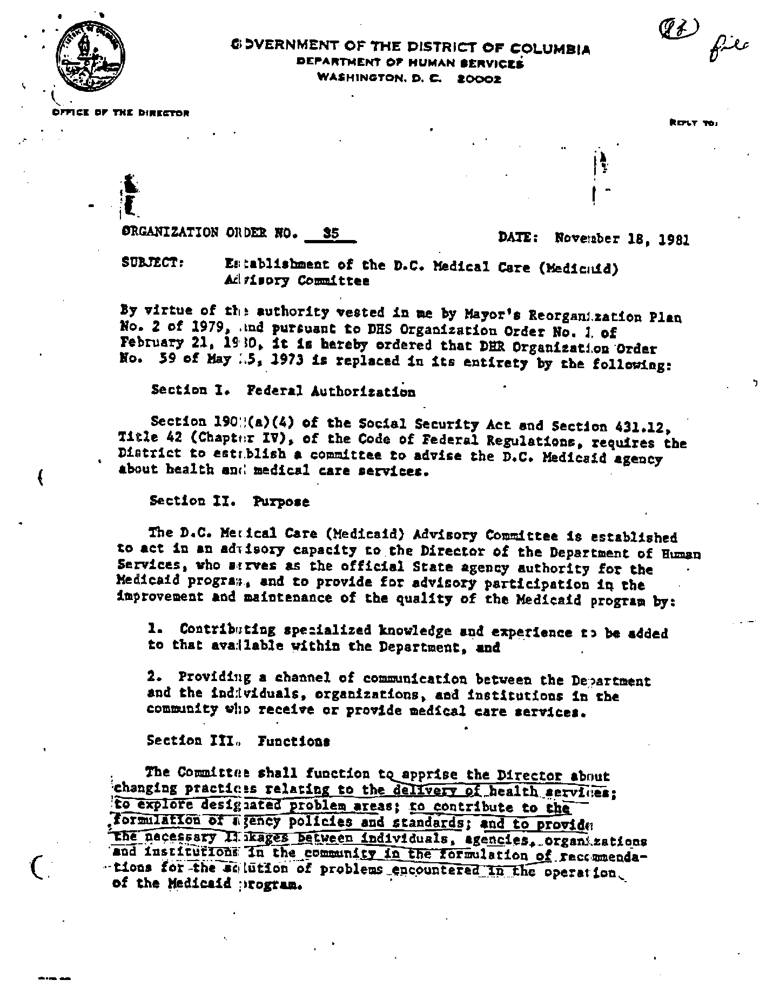 file
GOVERNMENT OF THE DISTRICT OF COLUMBIA
DEPARTMENT OF HUMAN SERVICES
WASHINGTON, D. C. 20002
OFFICE OF THE DIRECTOR
REPLY TO:
ORGANIZATION ORDER NO. 35
DATE: November 18, 1981
SUBJECT: Establishment of the D.C. Medical Care (Medicaid)
Advisory Committee
By virtue of the authority vested in me by Mayor's Reorganization Plan
No. 2 of 1979, and pursuant to DHS Organization Order No. 1 of
February 21, 1980, it is hereby ordered that DHR Organization Order
No. 59 of May 15, 1973 is replaced in its entirety by the following:
Section I. Federal Authorization
Section 1902(a)(4) of the Social Security Act and Section 431.12,
Title 42 (Chapter IV), of the Code of Federal Regulations, requires the
District to establish a committee to advise the D.C. Medicaid agency
about health and medical care services.
Section II. Purpose
The D.C. Medical Care (Medicaid) Advisory Committee is established
to act in an advisory capacity to the Director of the Department of Human
Services, who serves as the official State agency authority for the
Medicaid program, and to provide for advisory participation in the
improvement and maintenance of the quality of the Medicaid program by:
1. Contributing specialized knowledge and experience to be added
to that available within the Department, and
2. Providing a channel of communication between the Department
and the individuals, organizations, and institutions in the
community who receive or provide medical care services.
Section III. Functions
The Committee shall function to apprise the Director about
changing practices relating to the delivery of health services;
to explore designated problem areas; to contribute to the
formulation of agency policies and standards; and to provide
the necessary linkages between individuals, agencies, organizations
and institutions in the community in the formulation of recommenda-
tions for the solution of problems encountered in the operation
of the Medicaid program.